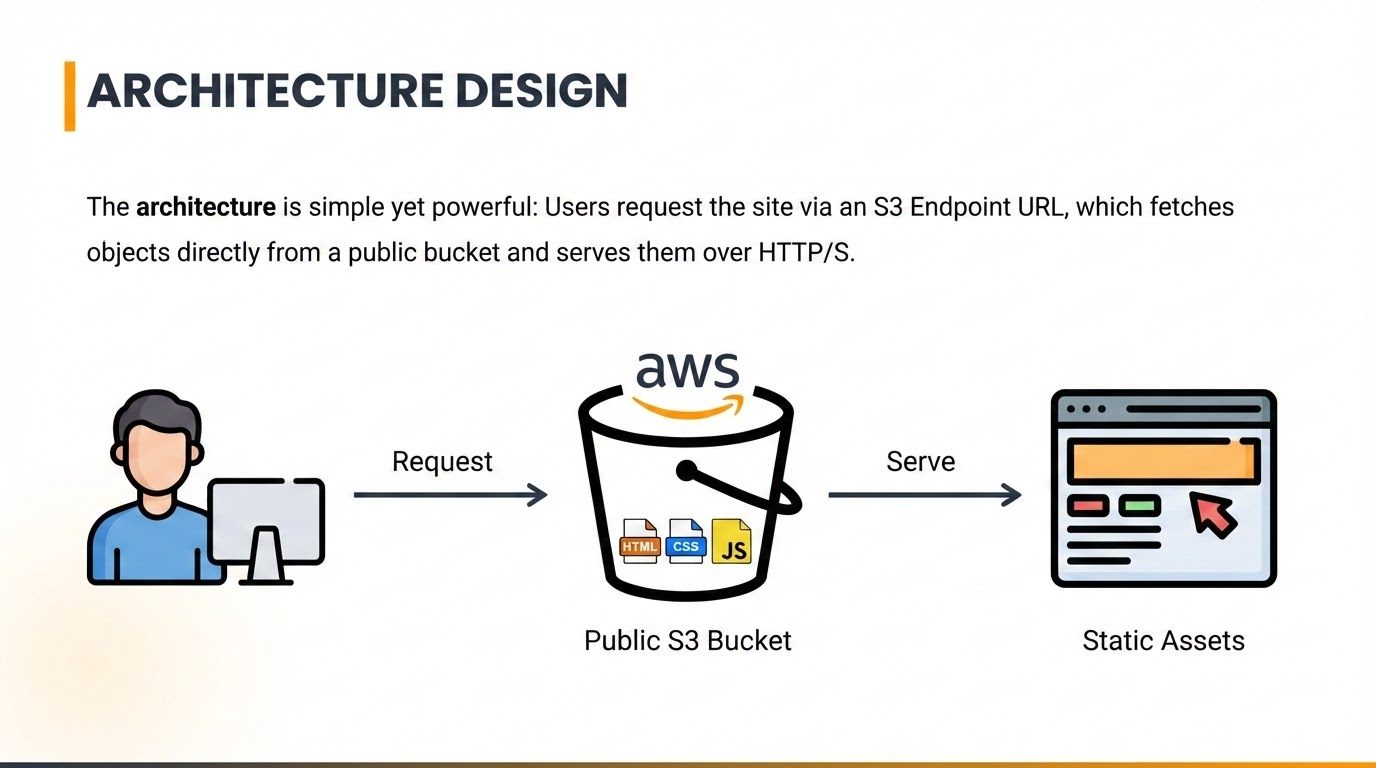 ARCHITECTURE DESIGN
The architecture is simple yet powerful: Users request the site via an S3 Endpoint URL, which fetches
objects directly from a public bucket and serves them over HTTP/S.
aws
Request
Serve
HTML
CSS
JS
Public S3 Bucket
Static Assets